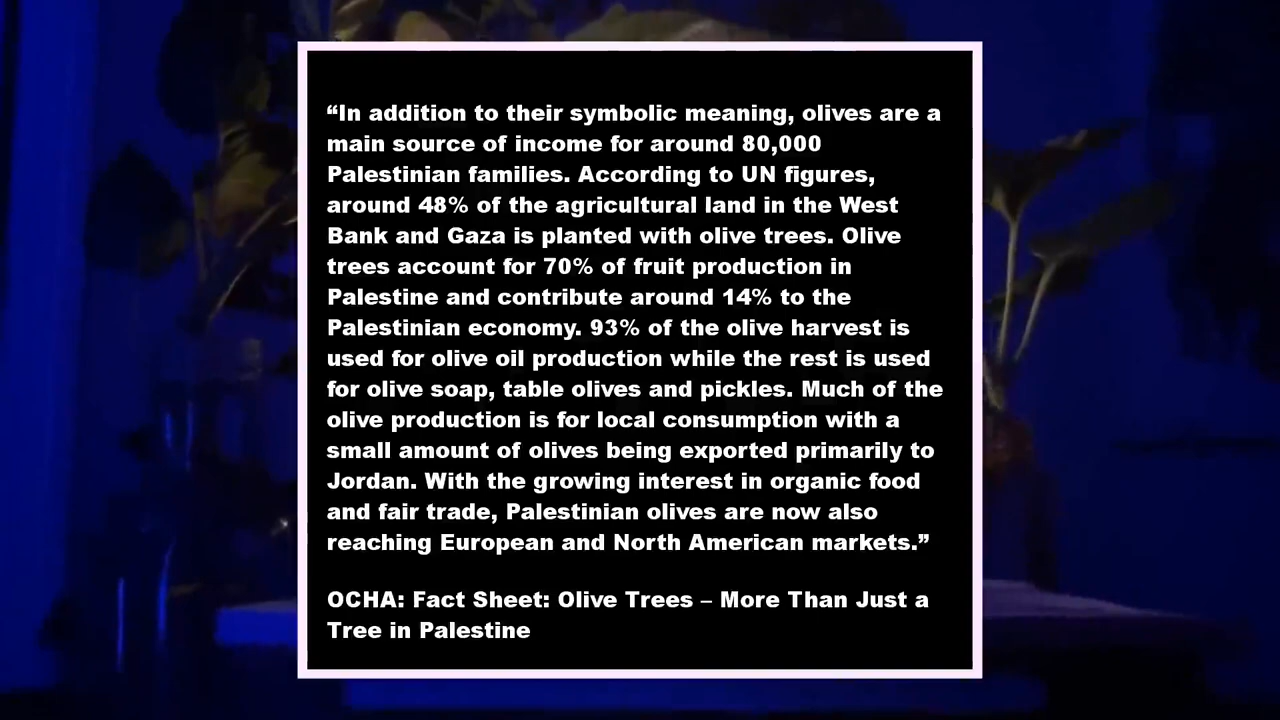 “In addition to their symbolic meaning, olives are a
main source of income for around 80,000
Palestinian families. According to UN figures,
around 48% of the agricultural land in the West
Bank and Gaza is planted with olive trees. Olive
trees account for 70% of fruit production in
Palestine and contribute around 14% to the
Palestinian economy. 93% of the olive harvest is
used for olive oil production while the rest is used
for olive soap, table olives and pickles. Much of the
olive production is for local consumption with a
small amount of olives being exported primarily to
Jordan. With the growing interest in organic food
and fair trade, Palestinian olives are now also
reaching European and North American markets.”
OCHA: Fact Sheet: Olive Trees – More Than Just a
Tree in Palestine